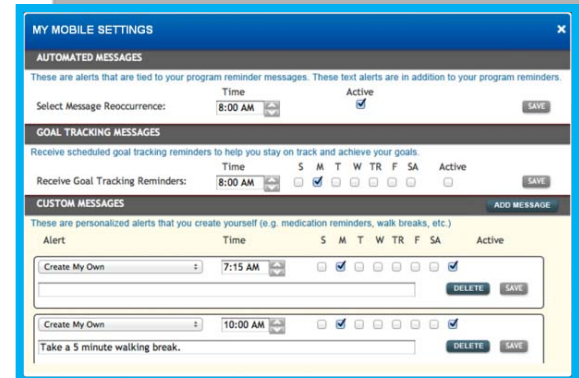 MY MOBILE SETTINGS ×
AUTOMATED MESSAGES
These are alerts that are tied to your program reminder messages. These text alerts are in addition to your program reminders.
Time Active
Select Message Reoccurrence: 8:00 AM SAVE
GOAL TRACKING MESSAGES
Receive scheduled goal tracking reminders to help you stay on track and achieve your goals.
Time S M T W TR F SA Active
Receive Goal Tracking Reminders: 8:00 AM SAVE
CUSTOM MESSAGES ADD MESSAGE
These are personalized alerts that you create yourself (e.g. medication reminders, walk breaks, etc.)
Alert Time S M T W TR F SA Active
Create My Own 7:15 AM
DELETE SAVE
Create My Own 10:00 AM
Take a 5 minute walking break. DELETE SAVE